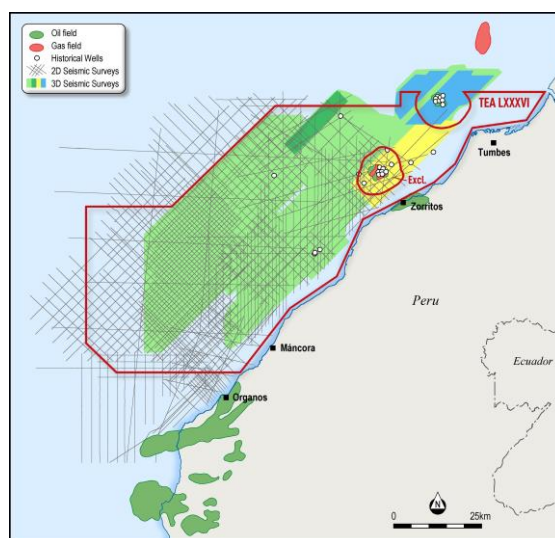 Oil field
Gas field
Historical Wells
2D Seismic Surveys
3D Seismic Surveys
TEA LXXXVI
Tumbes
Excl.
Zorritos
Peru
Máncora
Ecuador
Organos
N
0 25km